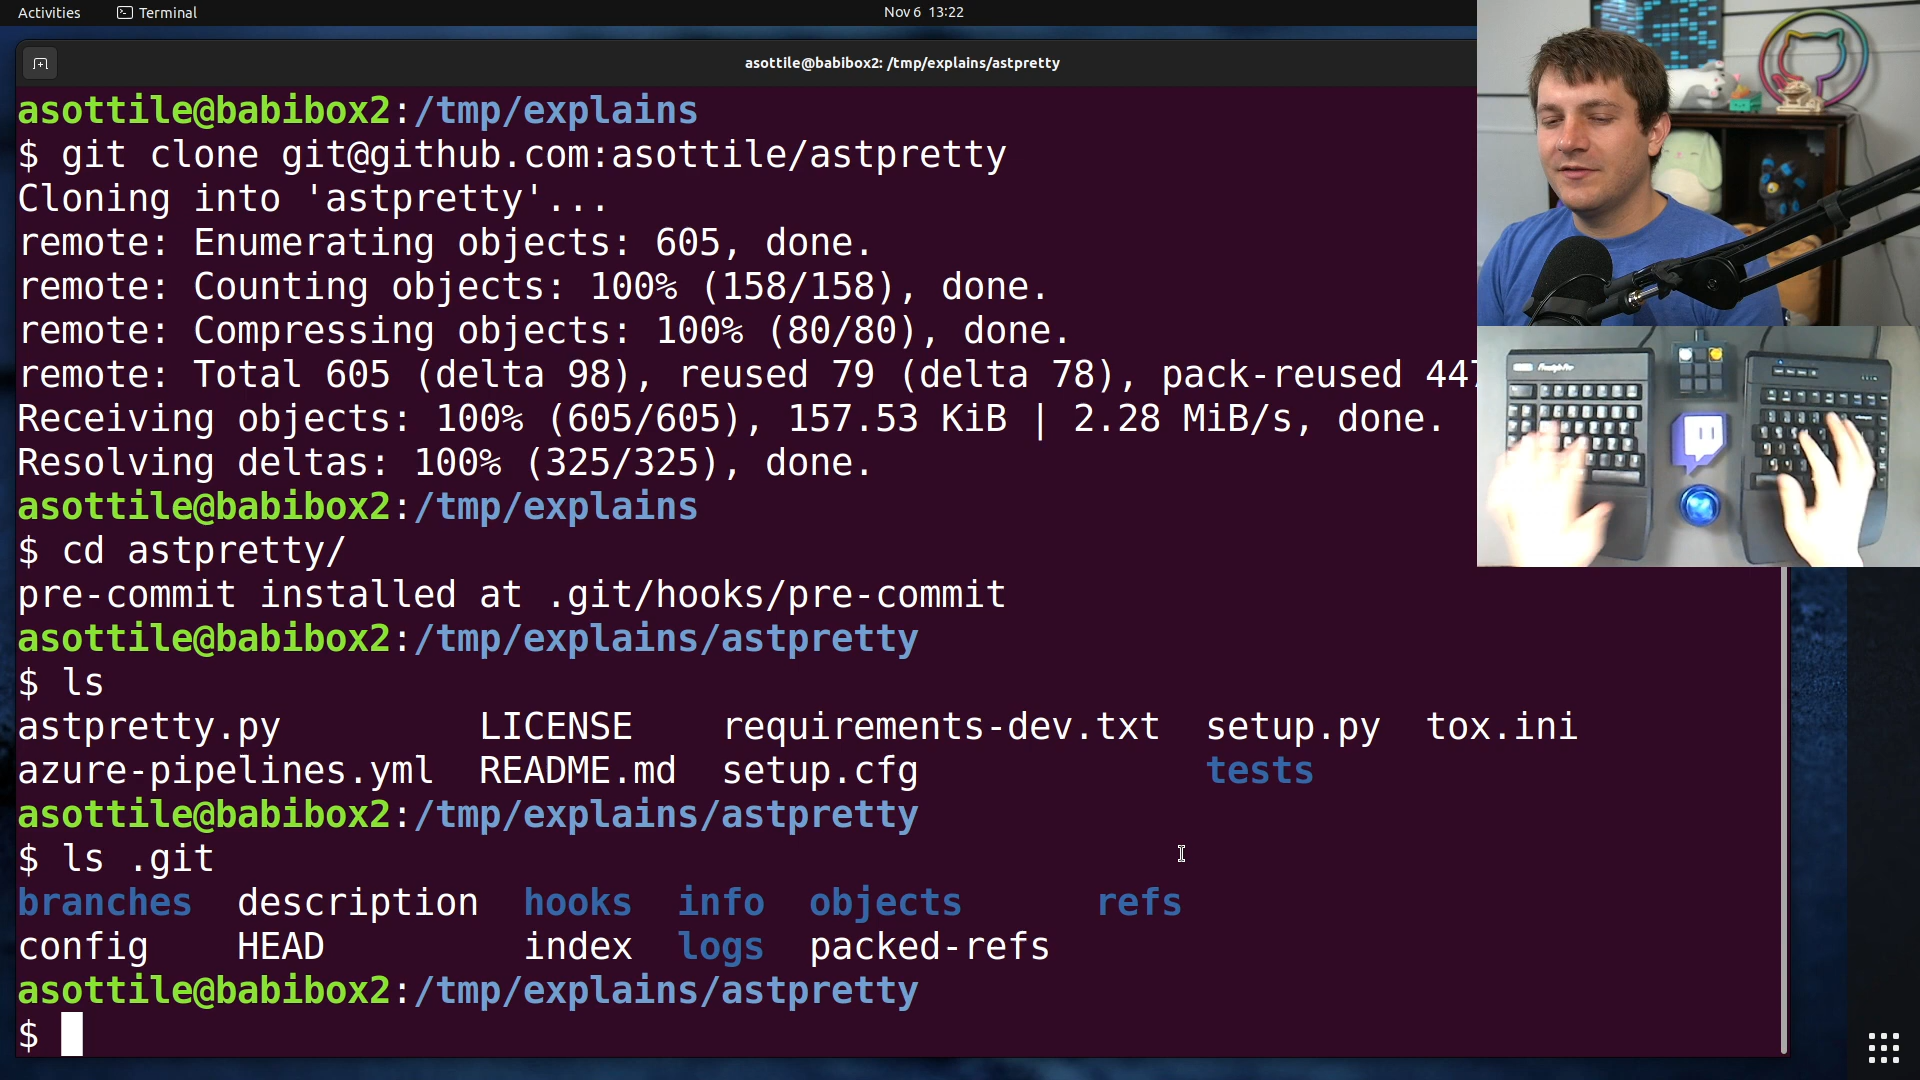 Activities
Terminal
Nov 6 13:22
asottile@babibox2: /tmp/explains/astpretty
asottile@babibox2:/tmp/explains
$ git clone git@github.com:asottile/astpretty
Cloning into 'astpretty'...
remote: Enumerating objects: 605, done.
remote: Counting objects: 100% (158/158), done.
remote: Compressing objects: 100% (80/80), done.
remote: Total 605 (delta 98), reused 79 (delta 78), pack-reused 447
Receiving objects: 100% (605/605), 157.53 KiB | 2.28 MiB/s, done.
Resolving deltas: 100% (325/325), done.
asottile@babibox2:/tmp/explains
$ cd astpretty/
pre-commit installed at .git/hooks/pre-commit
asottile@babibox2:/tmp/explains/astpretty
$ ls
astpretty.py LICENSE requirements-dev.txt setup.py tox.ini
azure-pipelines.yml README.md setup.cfg tests
asottile@babibox2:/tmp/explains/astpretty
$ ls .git
branches description hooks info objects refs
config HEAD index logs packed-refs
asottile@babibox2:/tmp/explains/astpretty
$